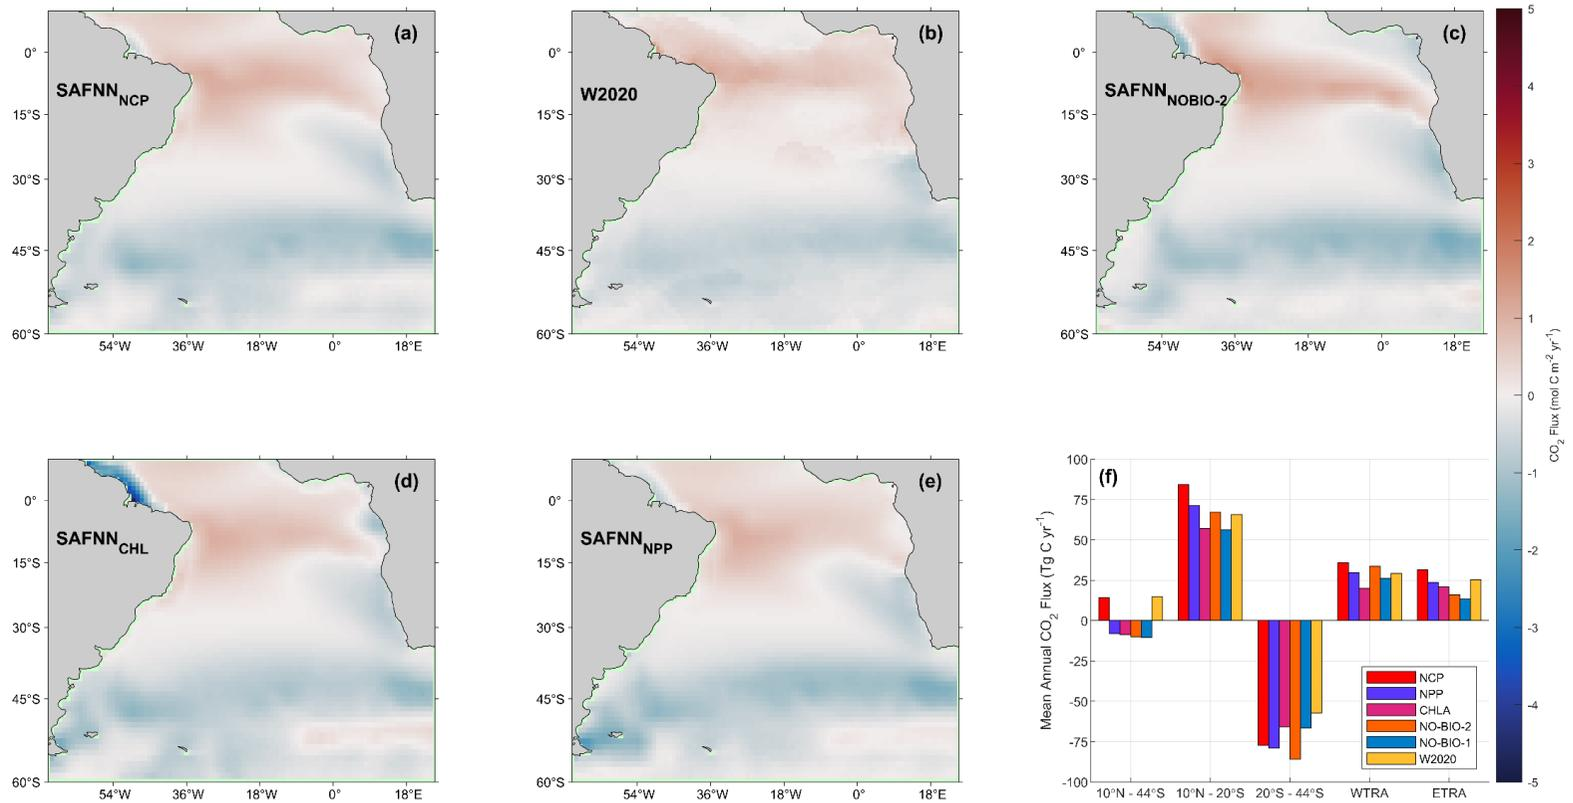 (a)
SAFNN_NCP
0°
15°S
30°S
45°S
60°S
54°W 36°W 18°W 0° 18°E
(b)
W2020
0°
15°S
30°S
45°S
60°S
54°W 36°W 18°W 0° 18°E
(c)
SAFNN_NOBIO-2
0°
15°S
30°S
45°S
60°S
54°W 36°W 18°W 0° 18°E
5
4
3
2
1
0
-1
-2
-3
-4
-5
CO₂ Flux (mol C m⁻² yr⁻¹)
(d)
SAFNN_CHL
0°
15°S
30°S
45°S
60°S
54°W 36°W 18°W 0° 18°E
(e)
SAFNN_NPP
0°
15°S
30°S
45°S
60°S
54°W 36°W 18°W 0° 18°E
(f)
Mean Annual CO₂ Flux (Tg C yr⁻¹)
100
75
50
25
0
-25
-50
-75
-100
NCP
NPP
CHLA
NO-BIO-2
NO-BIO-1
W2020
10°N - 44°S 10°N - 20°S 20°S - 44°S WTRA ETRA